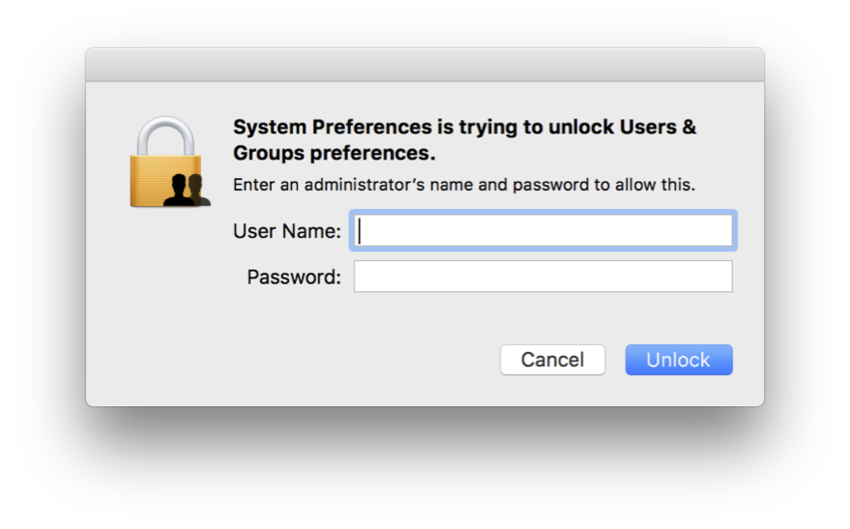 System Preferences is trying to unlock Users &
Groups preferences.
Enter an administrator’s name and password to allow this.
User Name:
Password:
Cancel
Unlock